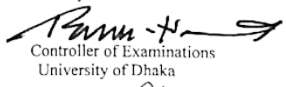 Controller of Examinations
University of Dhaka